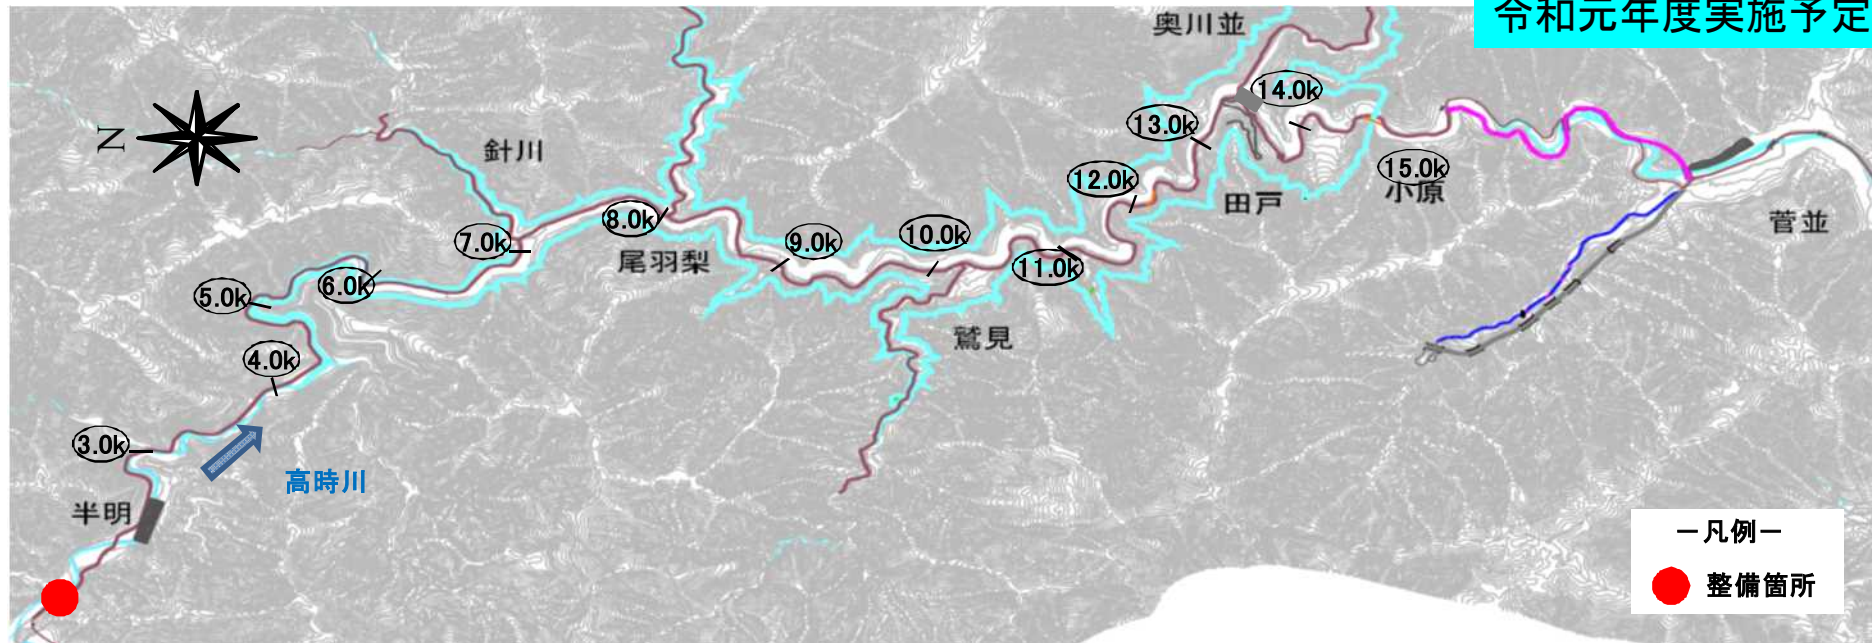 令和元年度実施予定
奥川並
14.0k
13.0k
針川
15.0k
小原
12.0k
田戸
菅並
8.0k
7.0k
9.0k
10.0k
尾羽梨
11.0k
N
6.0k
5.0k
鷲見
4.0k
3.0k
高時川
半明
－凡例－
整備箇所